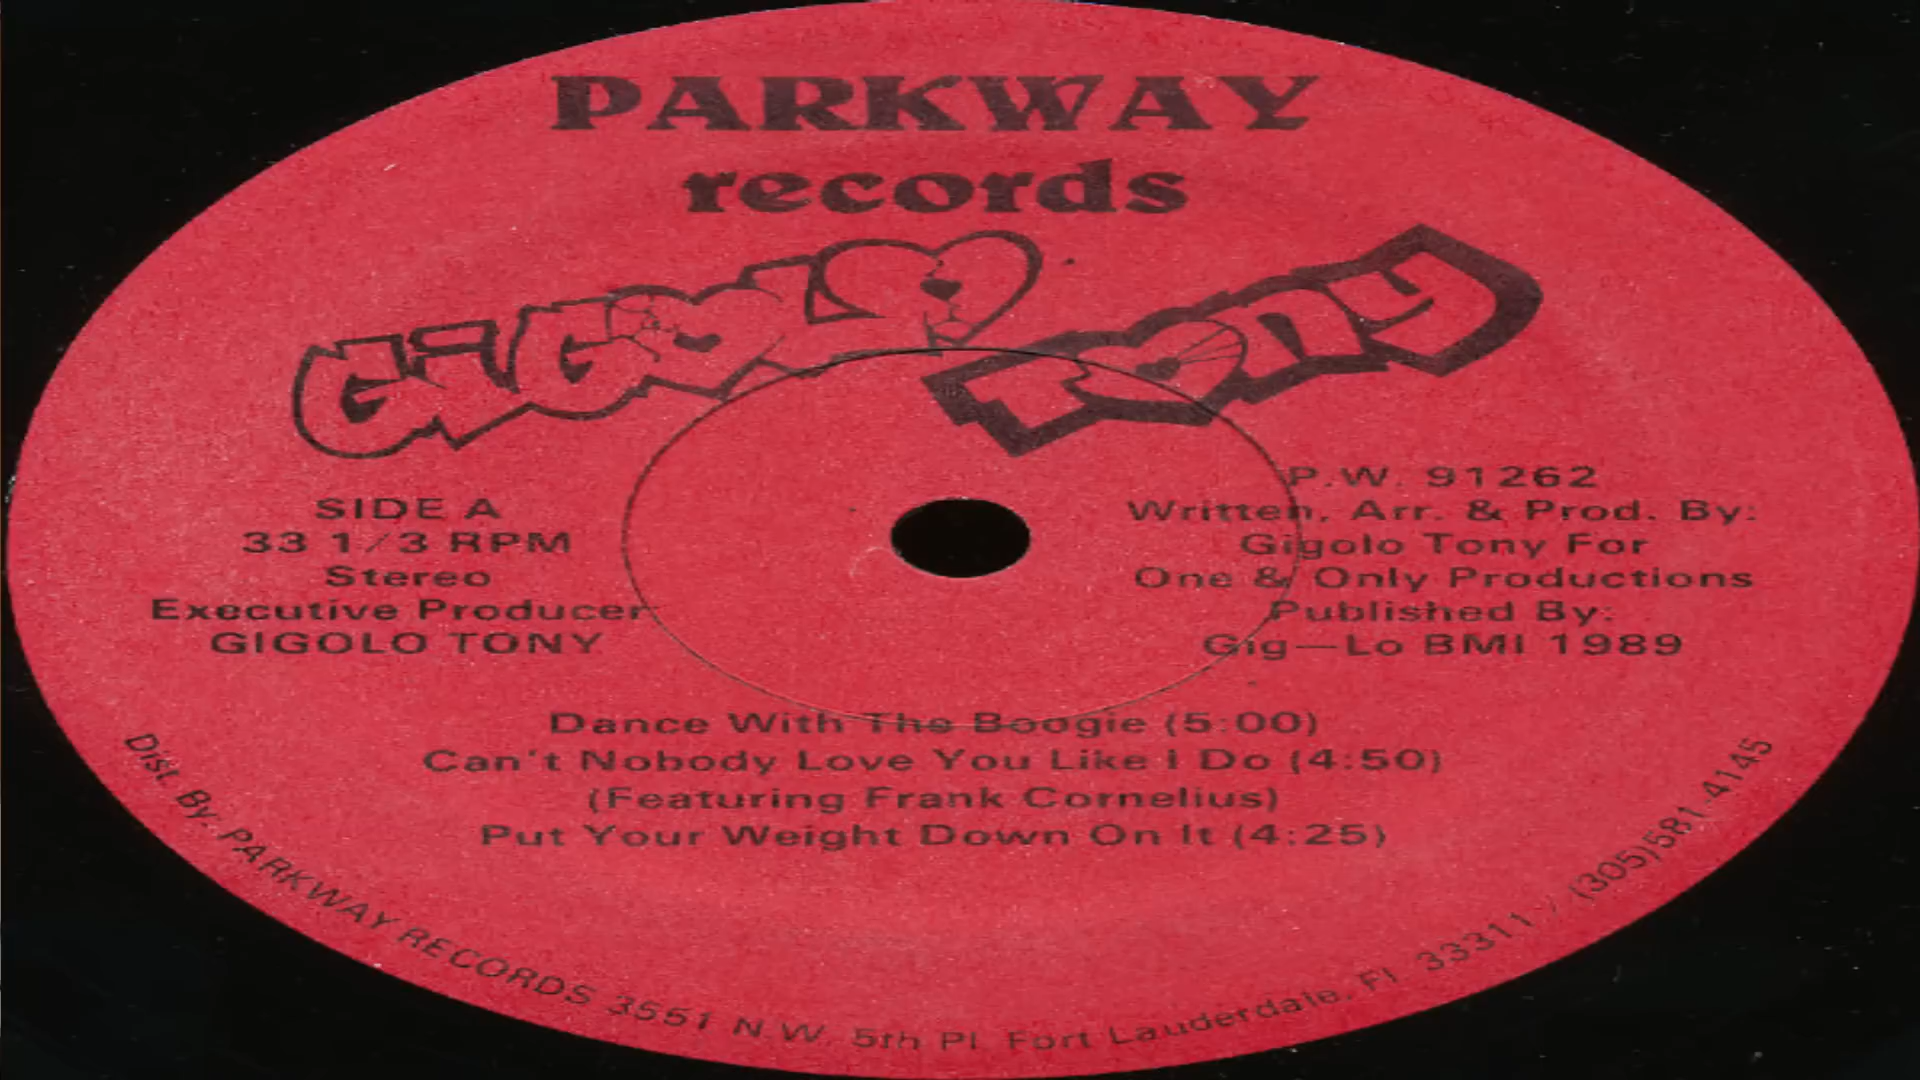 PARKWAY
records
GiGOLO TONY
SIDE A
33 1/3 RPM
Stereo
Executive Producer
GIGOLO TONY
P.W. 91262
Written, Arr. & Prod. By:
Gigolo Tony For
One & Only Productions
Published By:
Gig—Lo BMI 1989
Dance With The Boogie (5:00)
Can't Nobody Love You Like I Do (4:50)
(Featuring Frank Cornelius)
Put Your Weight Down On It (4:25)
Dist. By: PARKWAY RECORDS 3551 N.W. 5th Pl. Fort Lauderdale, Fl. 33311 / (305)581-4145